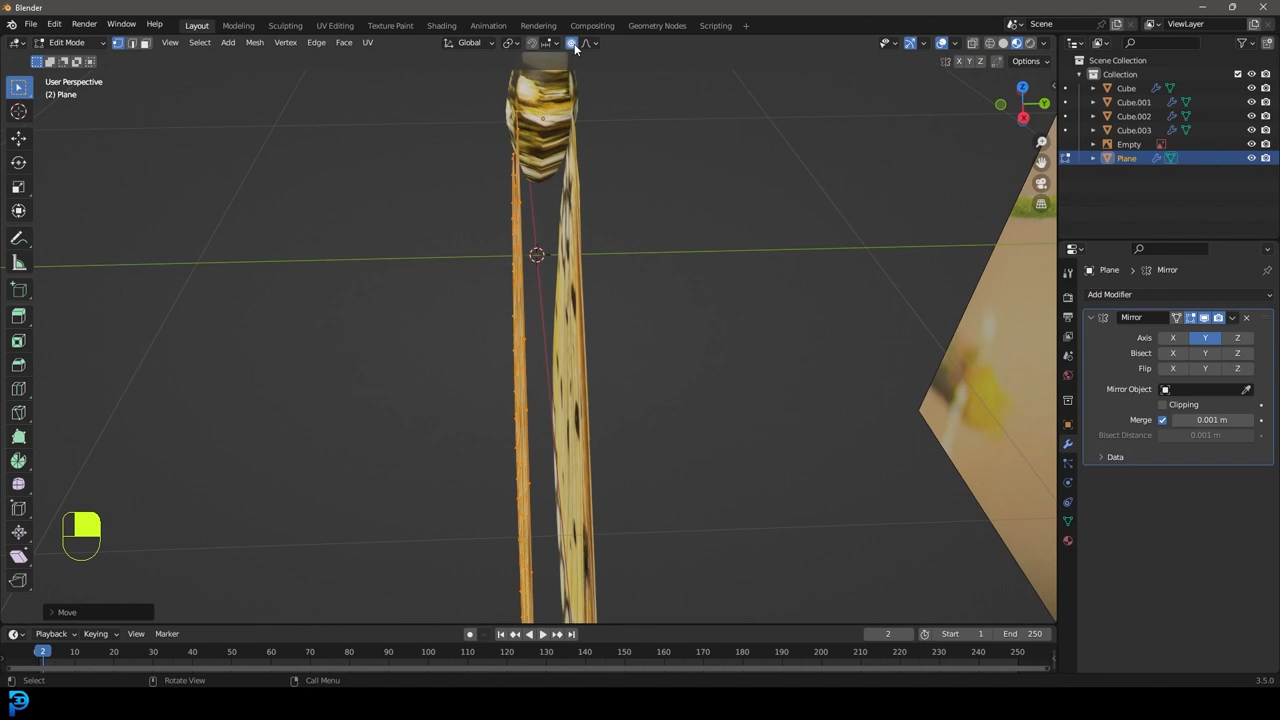 Blender
File Edit Render Window Help Layout Modeling Sculpting UV Editing Texture Paint Shading Animation Rendering Compositing Geometry Nodes Scripting + Scene ViewLayer
Edit Mode View Select Add Mesh Vertex Edge Face UV Global
X Y Z Options
User Perspective
(2) Plane
Z
Y
X
Scene Collection
Collection
Cube
Cube.001
Cube.002
Cube.003
Empty
Plane
Plane Mirror
Add Modifier
Mirror
Axis X Y Z
Bisect X Y Z
Flip X Y Z
Mirror Object
Clipping
Merge 0.001 m
Bisect Distance 0.001 m
Data
Move
Playback Keying View Marker 2 Start 1 End 250
2 10 20 30 40 50 60 70 80 90 100 110 120 130 140 150 160 170 180 190 200 210 220 230 240 250
Select Rotate View Call Menu 3.5.0